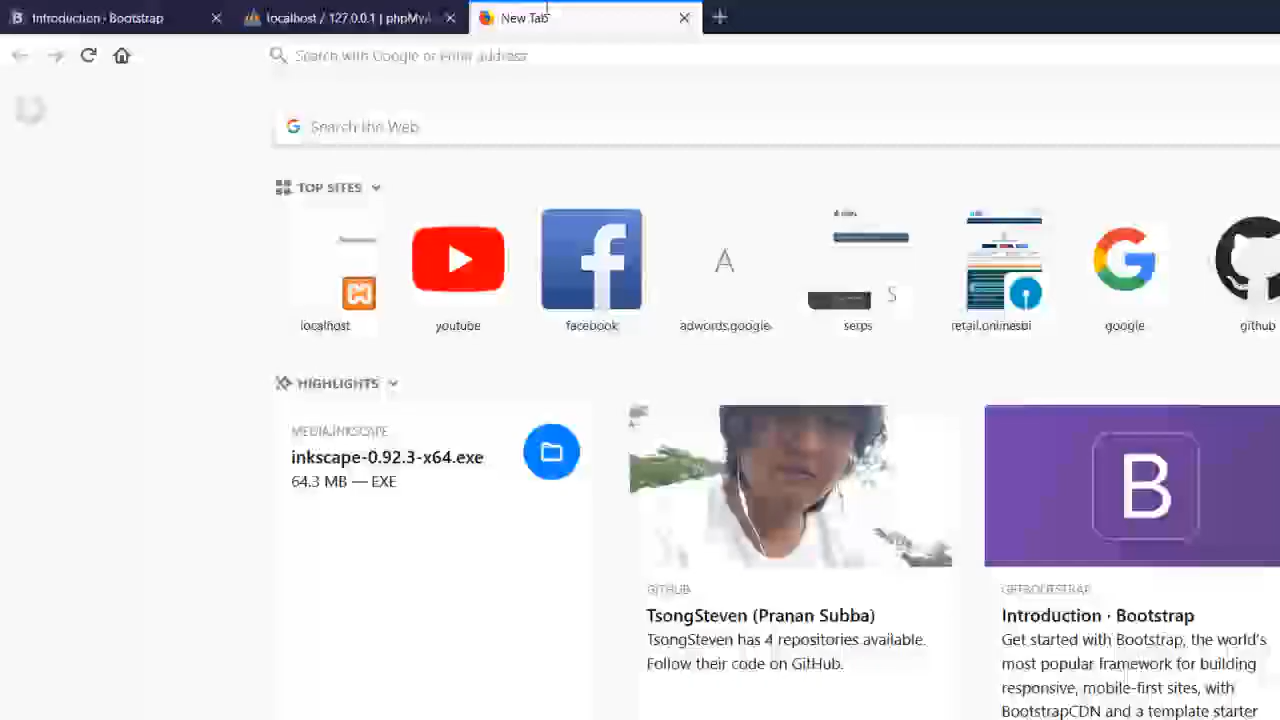 Introduction · Bootstrap
localhost / 127.0.0.1 | phpMyA
New Tab
Search with Google or enter address
Search the Web
TOP SITES
localhost
youtube
facebook
A
adwords.google
S
serps
retail.onlinesbi
google
github
HIGHLIGHTS
MEDIA.INKSCAPE
inkscape-0.92.3-x64.exe
64.3 MB — EXE
GITHUB
TsongSteven (Pranan Subba)
TsongSteven has 4 repositories available.
Follow their code on GitHub.
B
GETBOOTSTRAP
Introduction · Bootstrap
Get started with Bootstrap, the world's
most popular framework for building
responsive, mobile-first sites, with
BootstrapCDN and a template starter